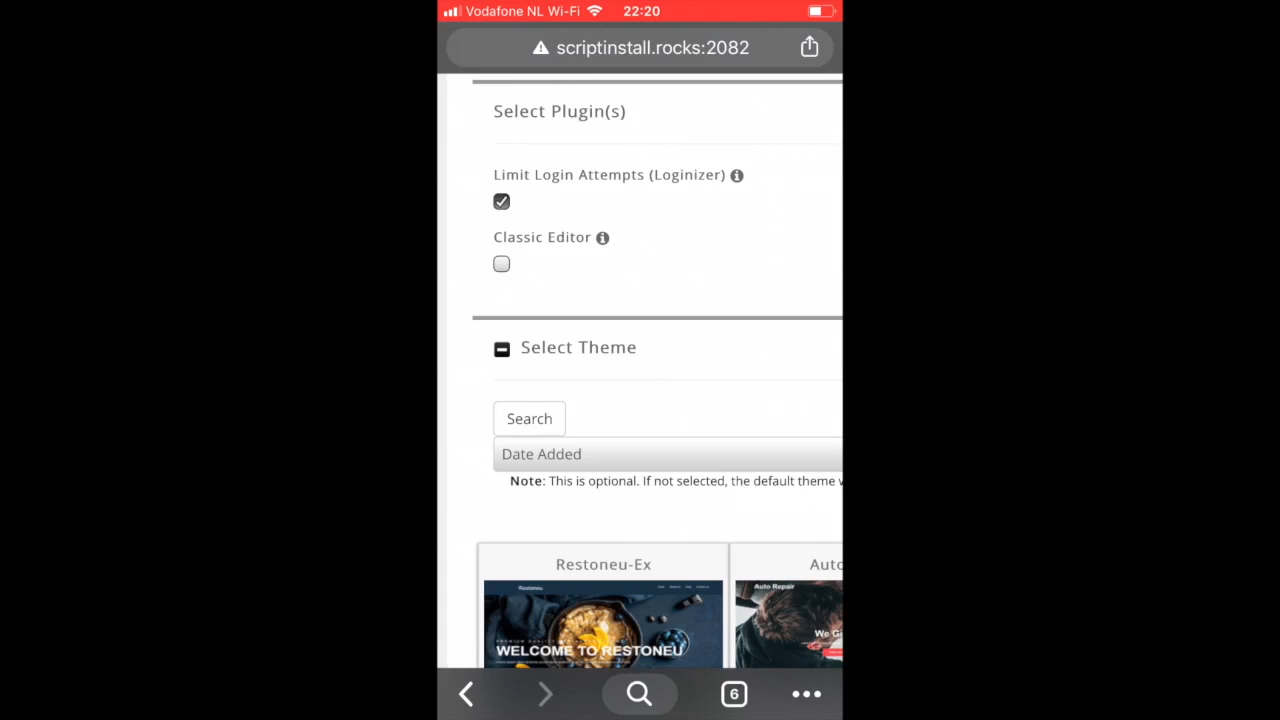 Vodafone NL Wi-Fi 22:20
scriptinstall.rocks:2082
Select Plugin(s)
Limit Login Attempts (Loginizer)
Classic Editor
Select Theme
Search
Date Added
Note: This is optional. If not selected, the default theme
Restoneu-Ex
Auto
Restoneu
Auto Repair
We
WELCOME TO RESTONEU
6